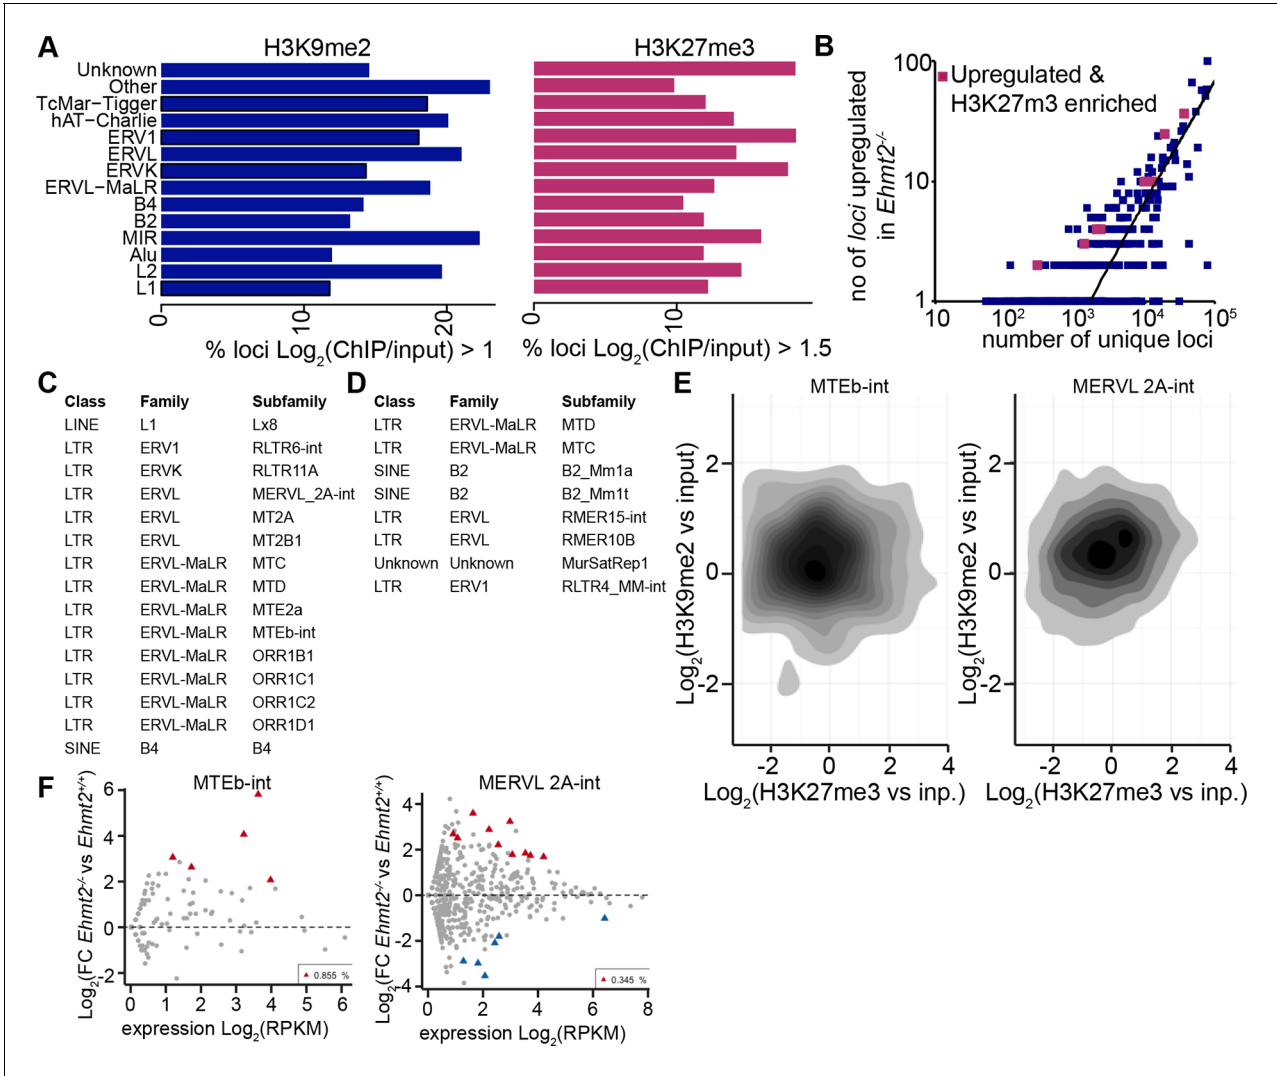 A
H3K9me2
H3K27me3
Unknown
Other
TcMar−Tigger
hAT−Charlie
ERV1
ERVL
ERVK
ERVL−MaLR
B4
B2
MIR
Alu
L2
L1
0 10 20
% loci Log2(ChIP/input) > 1
0 10
% loci Log2(ChIP/input) > 1.5
B
Upregulated &
H3K27m3 enriched
no of loci upregulated
in Ehmt2-/-
100
10
1
10 10² 10³ 10⁴ 10⁵
number of unique loci
C
Class Family Subfamily
LINE L1 Lx8
LTR ERV1 RLTR6-int
LTR ERVK RLTR11A
LTR ERVL MERVL_2A-int
LTR ERVL MT2A
LTR ERVL MT2B1
LTR ERVL-MaLR MTC
LTR ERVL-MaLR MTD
LTR ERVL-MaLR MTE2a
LTR ERVL-MaLR MTEb-int
LTR ERVL-MaLR ORR1B1
LTR ERVL-MaLR ORR1C1
LTR ERVL-MaLR ORR1C2
LTR ERVL-MaLR ORR1D1
SINE B4 B4
D
Class Family Subfamily
LTR ERVL-MaLR MTD
LTR ERVL-MaLR MTC
SINE B2 B2_Mm1a
SINE B2 B2_Mm1t
LTR ERVL RMER15-int
LTR ERVL RMER10B
Unknown Unknown MurSatRep1
LTR ERV1 RLTR4_MM-int
E
MTEb-int
Log2(H3K9me2 vs input)
2
0
-2
-2 0 2 4
Log2(H3K27me3 vs inp.)
MERVL 2A-int
Log2(H3K9me2 vs input)
2
0
-2
-2 0 2 4
Log2(H3K27me3 vs inp.)
F
MTEb-int
Log2(FC Ehmt2-/- vs Ehmt2+/+)
6
4
2
0
-2
0.855 %
0 1 2 3 4 5 6
expression Log2(RPKM)
MERVL 2A-int
Log2(FC Ehmt2-/- vs Ehmt2+/+)
4
2
0
-2
-4
0.345 %
0 2 4 6 8
expression Log2(RPKM)